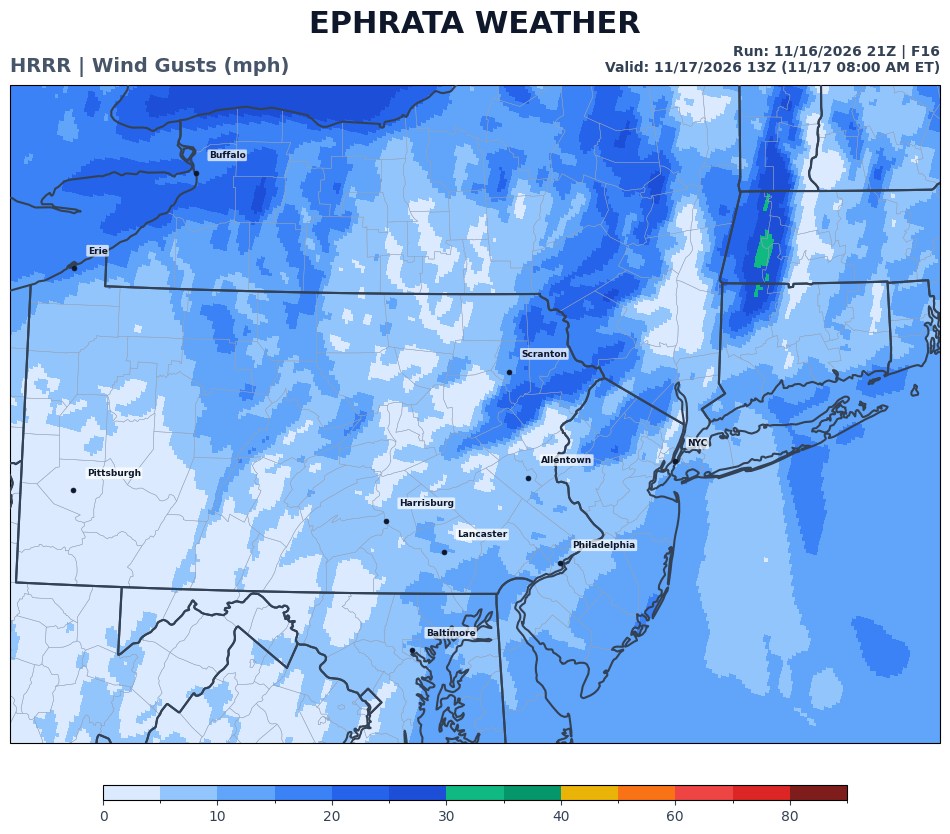 EPHRATA WEATHER
HRRR | Wind Gusts (mph)
Run: 11/16/2026 21Z | F16
Valid: 11/17/2026 13Z (11/17 08:00 AM ET)
Buffalo
Erie
Scranton
NYC
Allentown
Pittsburgh
Harrisburg
Lancaster
Philadelphia
Baltimore
0 10 20 30 40 50 60 70 80